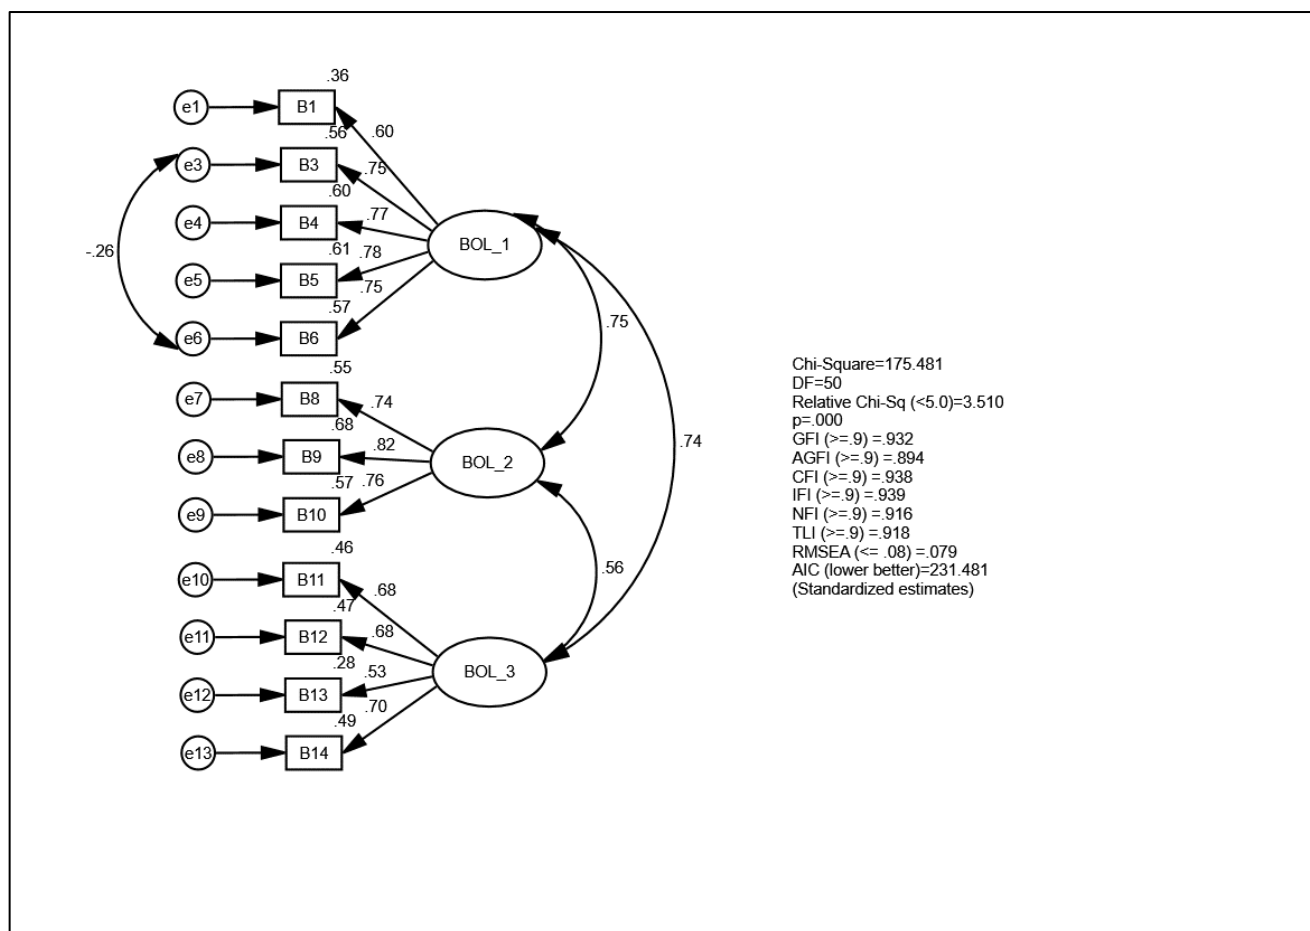 .36
e1 B1
.56 .60
e3 B3 .75
.60
e4 B4 .77
.61 .78
-.26
BOL_1
e5 B5 .75
.57
e6 B6
.75
.55
e7 B8 .74
.68
e8 B9 .82
BOL_2
.57 .76
e9 B10
.74
.46
e10 B11 .68
.56
.47
e11 B12 .68
.28 .53
BOL_3
e12 B13 .70
.49
e13 B14
Chi-Square=175.481
DF=50
Relative Chi-Sq (<5.0)=3.510
p=.000
GFI (>=.9) =.932
AGFI (>=.9) =.894
CFI (>=.9) =.938
IFI (>=.9) =.939
NFI (>=.9) =.916
TLI (>=.9) =.918
RMSEA (<= .08) =.079
AIC (lower better)=231.481
(Standardized estimates)